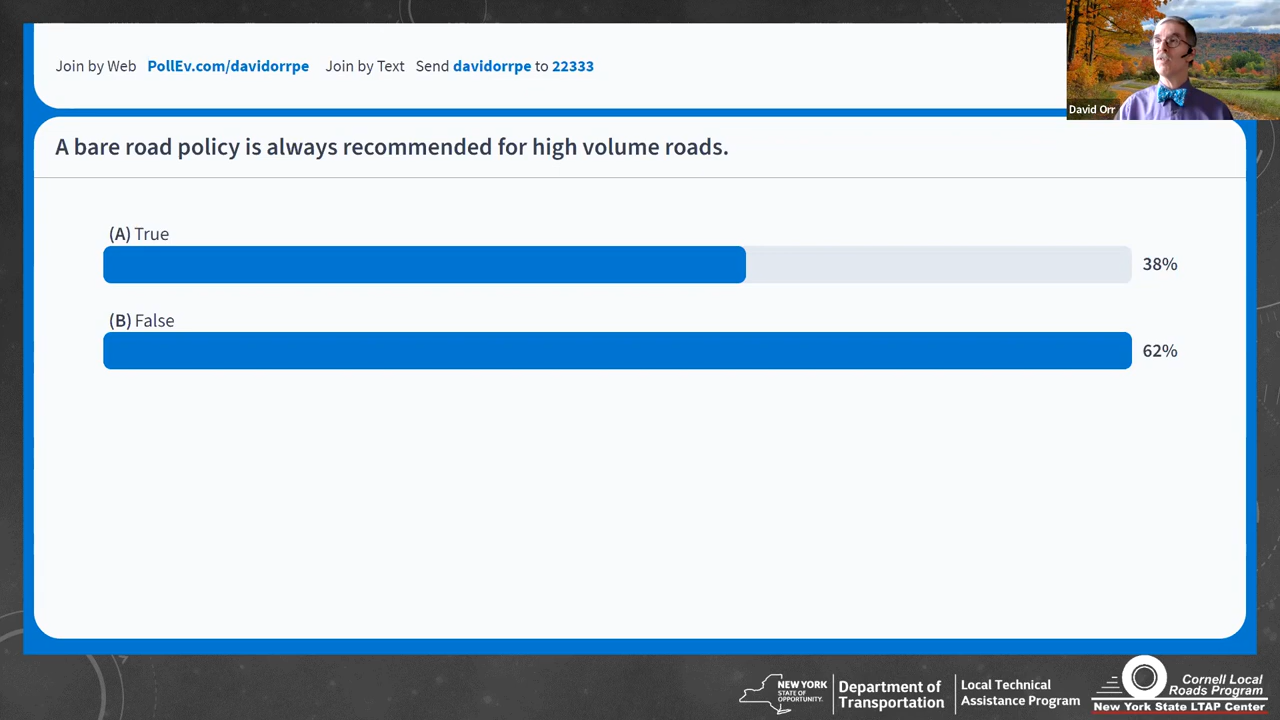 Join by Web PollEv.com/davidorrpe Join by Text Send davidorrpe to 22333
David Orr
A bare road policy is always recommended for high volume roads.
(A) True
38%
(B) False
62%
NEW YORK
STATE OF
OPPORTUNITY.
Department of
Transportation
Local Technical
Assistance Program
Cornell Local
Roads Program
New York State LTAP Center